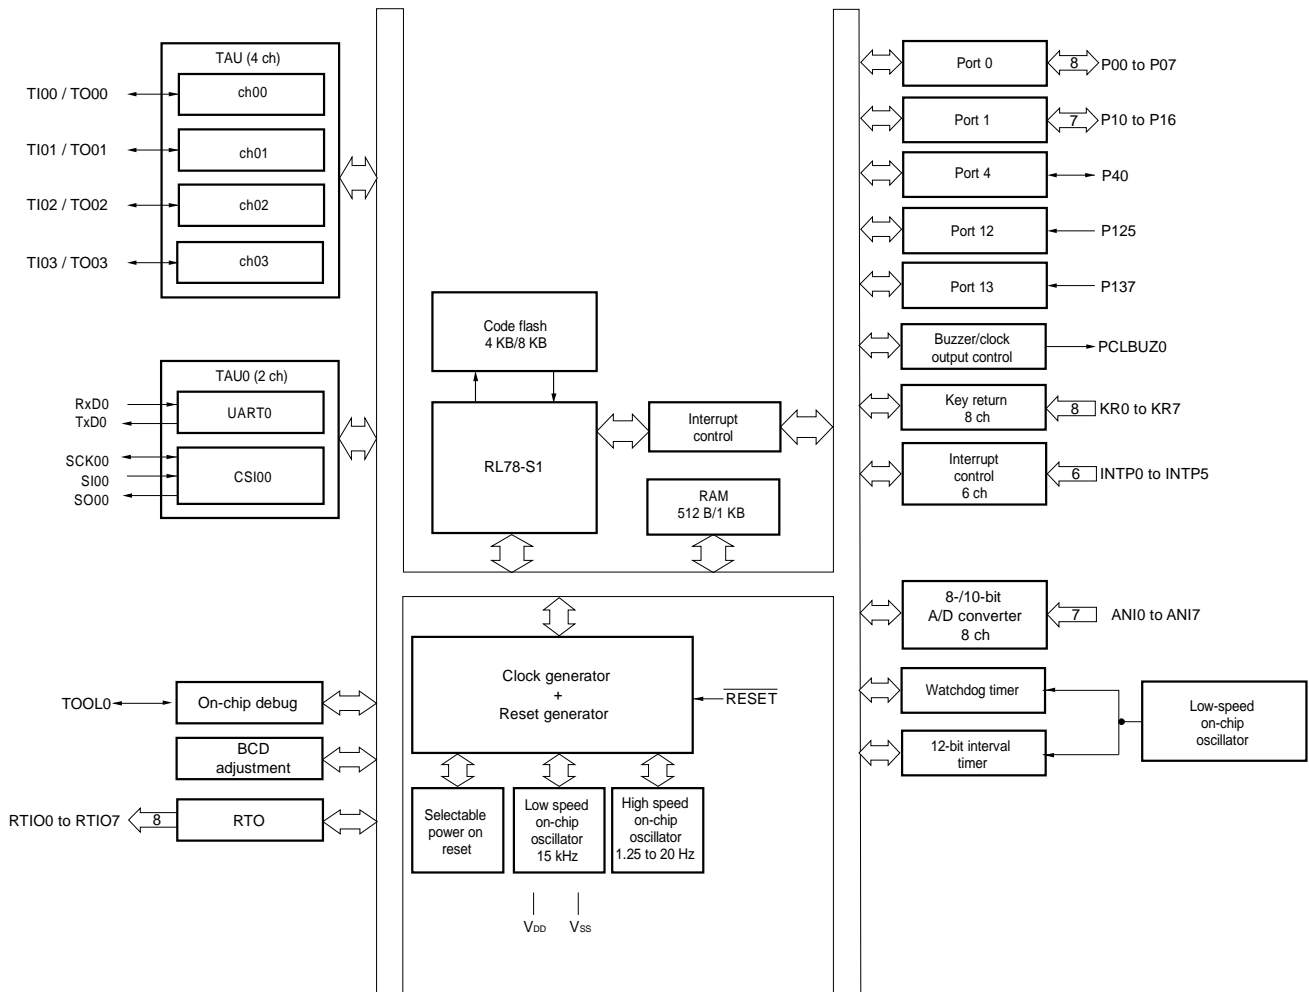 TAU (4 ch)
TI00 / TO00
ch00
TI01 / TO01
ch01
TI02 / TO02
ch02
TI03 / TO03
ch03
TAU0 (2 ch)
RxD0
TxD0
UART0
SCK00
SI00
SO00
CSI00
TOOL0
On-chip debug
BCD
adjustment
RTIO0 to RTIO7
8
RTO
Code flash
4 KB/8 KB
RL78-S1
Interrupt
control
RAM
512 B/1 KB
Clock generator
+
Reset generator
RESET
Selectable
power on
reset
Low speed
on-chip
oscillator
15 kHz
High speed
on-chip
oscillator
1.25 to 20 Hz
VDD
VSS
Port 0
8
P00 to P07
Port 1
7
P10 to P16
Port 4
P40
Port 12
P125
Port 13
P137
Buzzer/clock
output control
PCLBUZ0
Key return
8 ch
8
KR0 to KR7
Interrupt
control
6 ch
6
INTP0 to INTP5
8-/10-bit
A/D converter
8 ch
7
ANI0 to ANI7
Watchdog timer
12-bit interval
timer
Low-speed
on-chip
oscillator